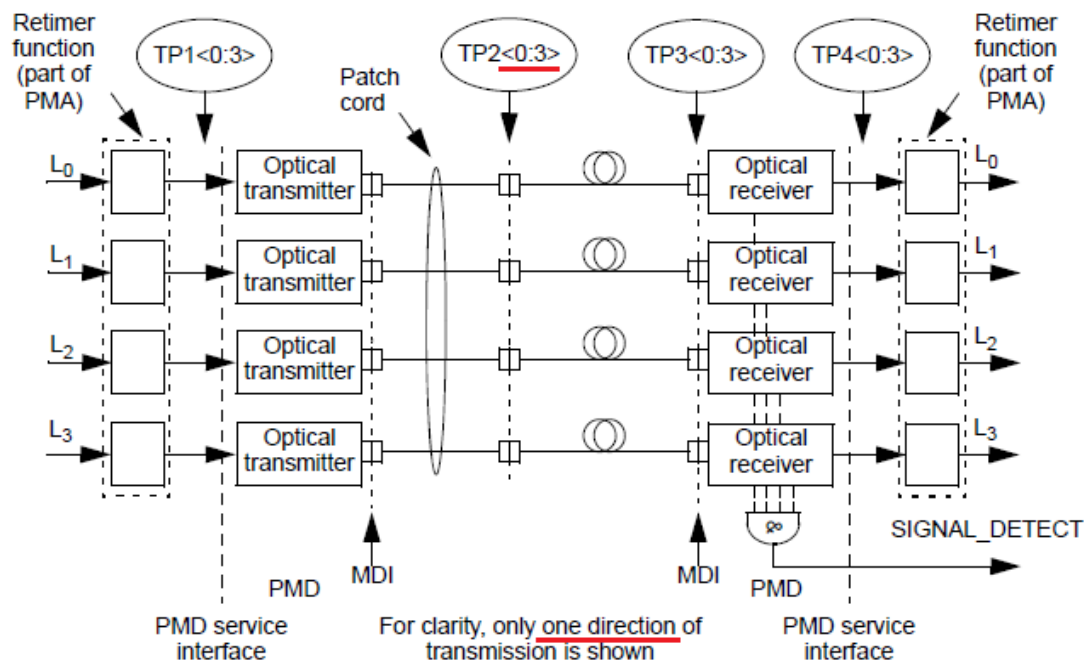 Retimer
function
(part of
PMA)
TP1<0:3>
Patch
cord
TP2<0:3>
TP3<0:3>
TP4<0:3>
Retimer
function
(part of
PMA)
L0
Optical
transmitter
Optical
receiver
L0
L1
Optical
transmitter
Optical
receiver
L1
L2
Optical
transmitter
Optical
receiver
L2
L3
Optical
transmitter
Optical
receiver
L3
&
SIGNAL_DETECT
PMD
MDI
MDI
PMD
PMD service
interface
For clarity, only one direction of
transmission is shown
PMD service
interface